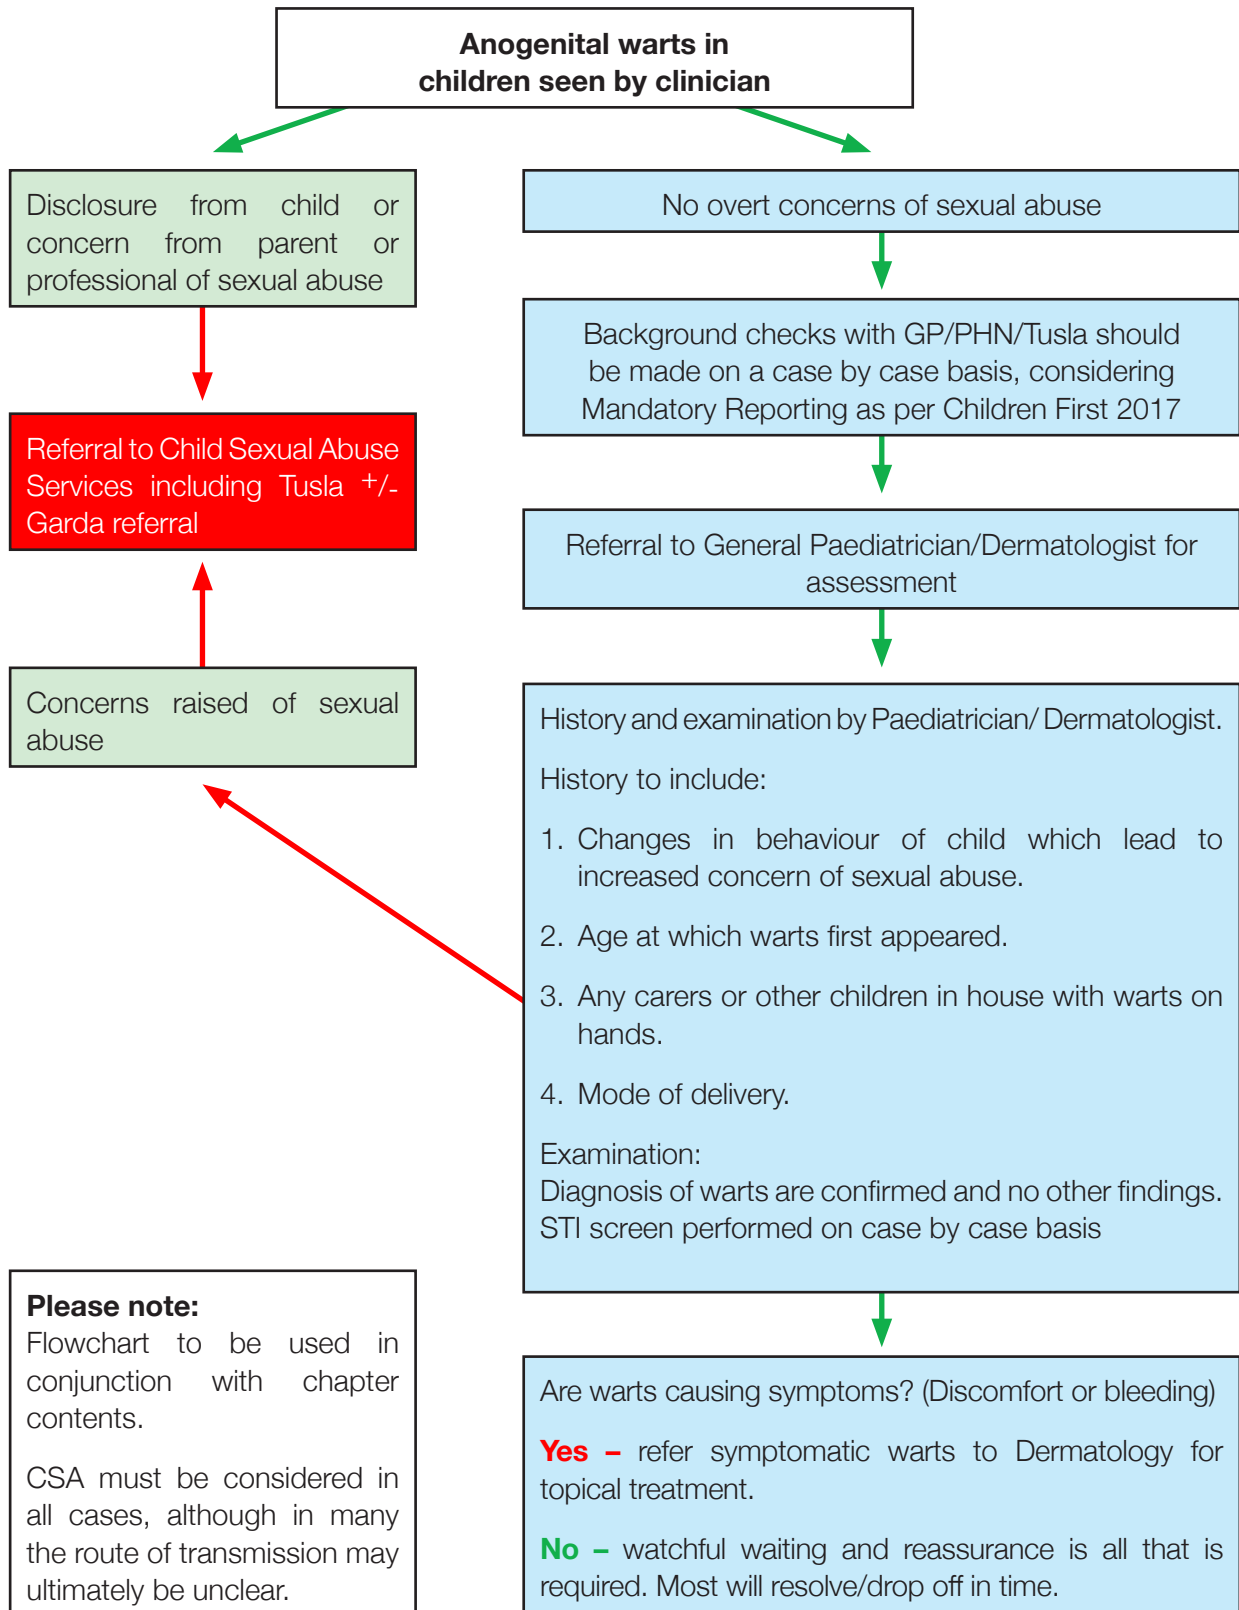 Anogenital warts in
children seen by clinician
Disclosure from child or
concern from parent or
professional of sexual abuse
Referral to Child Sexual Abuse
Services including Tusla +/-
Garda referral
Concerns raised of sexual
abuse
No overt concerns of sexual abuse
Background checks with GP/PHN/Tusla should
be made on a case by case basis, considering
Mandatory Reporting as per Children First 2017
Referral to General Paediatrician/Dermatologist for
assessment
History and examination by Paediatrician/ Dermatologist.
History to include:
1. Changes in behaviour of child which lead to
increased concern of sexual abuse.
2. Age at which warts first appeared.
3. Any carers or other children in house with warts on
hands.
4. Mode of delivery.
Examination:
Diagnosis of warts are confirmed and no other findings.
STI screen performed on case by case basis
Are warts causing symptoms? (Discomfort or bleeding)
Yes – refer symptomatic warts to Dermatology for
topical treatment.
No – watchful waiting and reassurance is all that is
required. Most will resolve/drop off in time.
Please note:
Flowchart to be used in
conjunction with chapter
contents.
CSA must be considered in
all cases, although in many
the route of transmission may
ultimately be unclear.